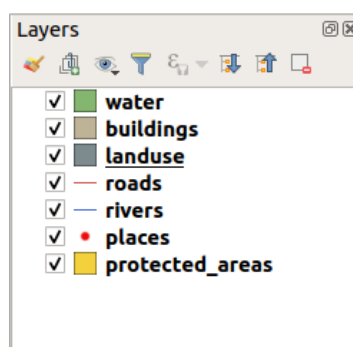 Layers
water
buildings
landuse
roads
rivers
places
protected_areas